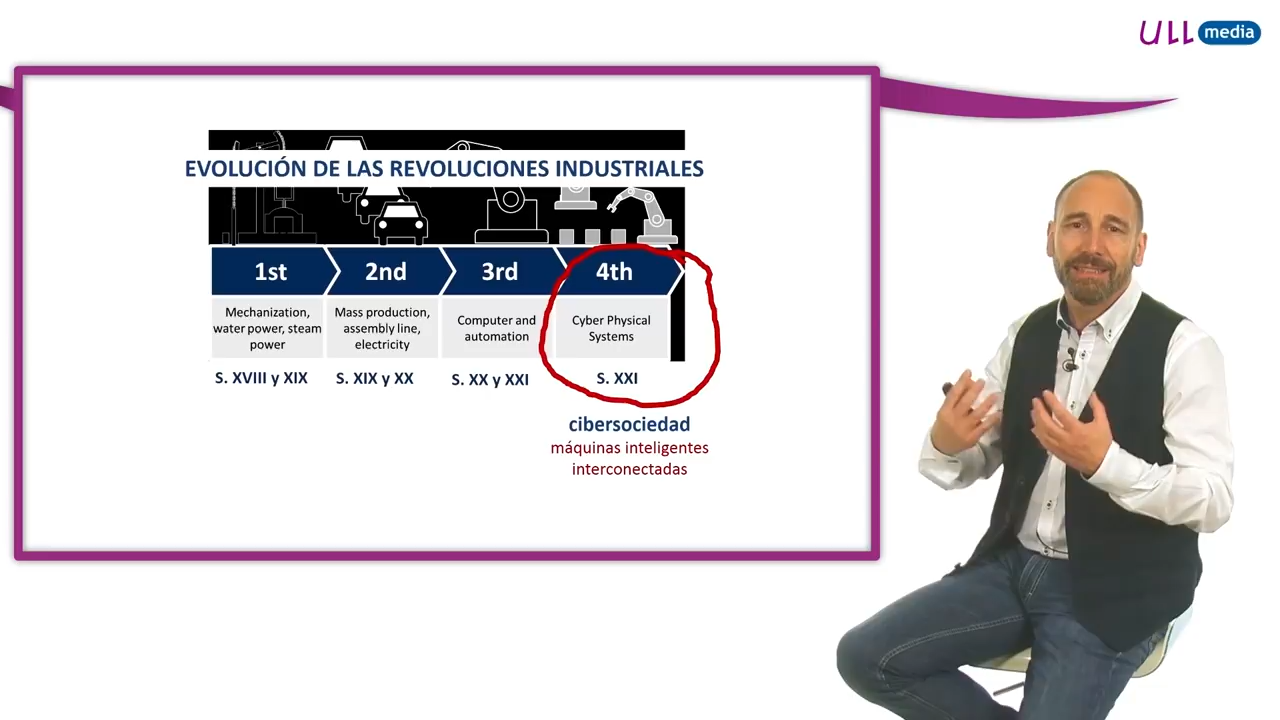 ULL media
EVOLUCIÓN DE LAS REVOLUCIONES INDUSTRIALES
1st
2nd
3rd
4th
Mechanization,
water power, steam
power
Mass production,
assembly line,
electricity
Computer and
automation
Cyber Physical
Systems
S. XVIII y XIX
S. XIX y XX
S. XX y XXI
S. XXI
cibersociedad
máquinas inteligentes
interconectadas